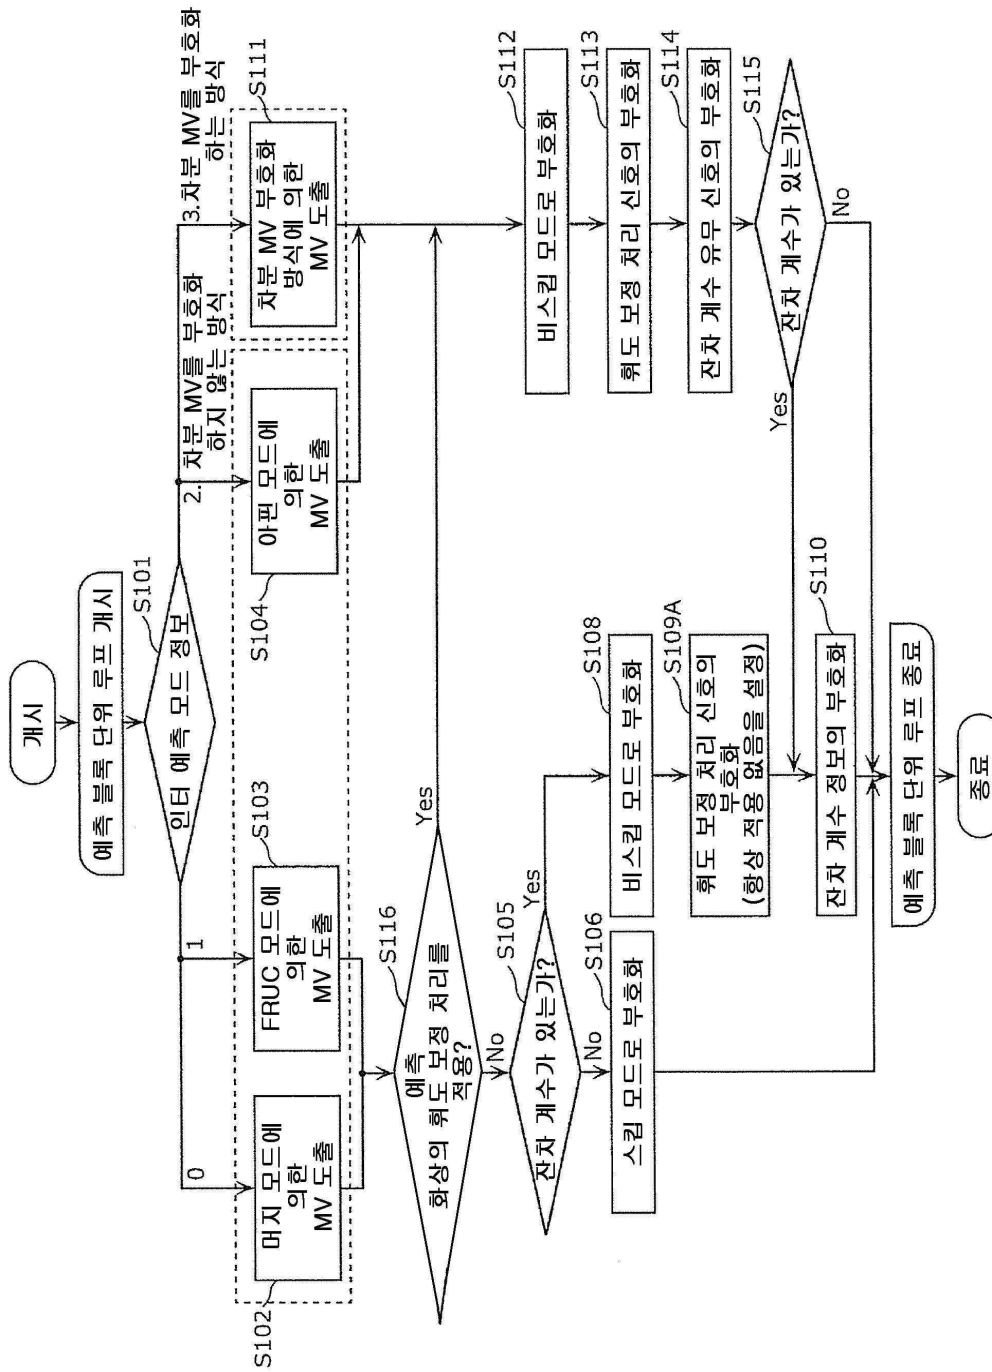 개시
예측 블록 단위 루프 개시
S101
인터 예측 모드 정보
0
1
2.차분 MV를 부호화
하지 않는 방식
3.차분 MV를 부호화
하는 방식
S102
머지 모드에
의한
MV 도출
S103
FRUC 모드에
의한
MV 도출
S104
아핀 모드에
의한
MV 도출
S111
차분 MV 부호화
방식에 의한
MV 도출
S116
예측
화상의 휘도 보정 처리를
적용?
Yes
No
S105
잔차 계수가 있는가?
Yes
No
S106
스킵 모드로 부호화
S108
비스킵 모드로 부호화
S109A
휘도 보정 처리 신호의
부호화
(항상 적용 없음을 설정)
S112
비스킵 모드로 부호화
S113
휘도 보정 처리 신호의 부호화
S114
잔차 계수 유무 신호의 부호화
S115
잔차 계수가 있는가?
Yes
No
S110
잔차 계수 정보의 부호화
예측 블록 단위 루프 종료
종료